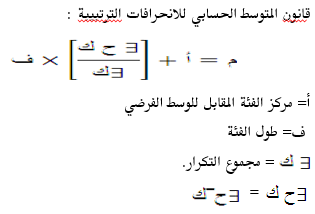 قانون المتوسط الحسابي للانحرافات الترتيبية :
م = أ + [ ∃ ح ك / ∃ك ] × ف
أ= مركز الفئة المقابل للوسط الفرضي
ف= طول الفئة
∃ ك = مجموع التكرار.
∃ح ك = ∃ح‾ك